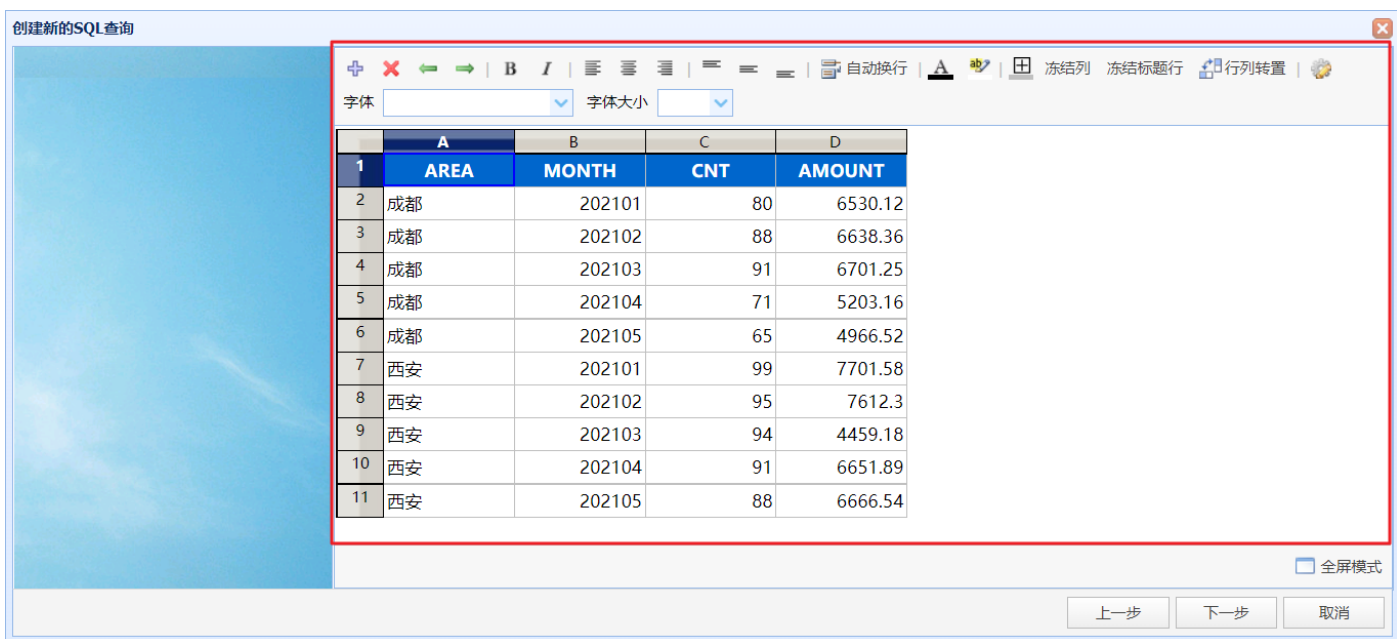 创建新的SQL查询
B I 自动换行 A ab 冻结列 冻结标题行 行列转置
字体 字体大小
A B C D
1 AREA MONTH CNT AMOUNT
2 成都 202101 80 6530.12
3 成都 202102 88 6638.36
4 成都 202103 91 6701.25
5 成都 202104 71 5203.16
6 成都 202105 65 4966.52
7 西安 202101 99 7701.58
8 西安 202102 95 7612.3
9 西安 202103 94 4459.18
10 西安 202104 91 6651.89
11 西安 202105 88 6666.54
全屏模式
上一步 下一步 取消